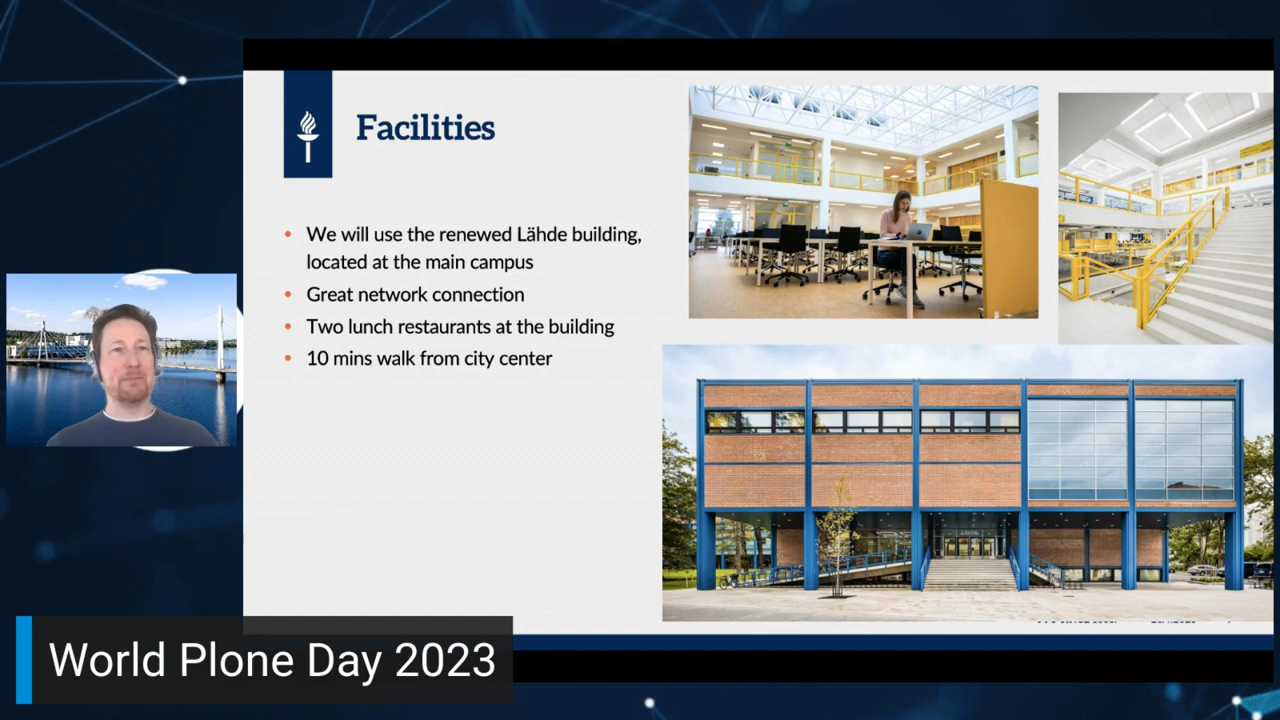 Facilities
• We will use the renewed Lähde building,
located at the main campus
• Great network connection
• Two lunch restaurants at the building
• 10 mins walk from city center
World Plone Day 2023